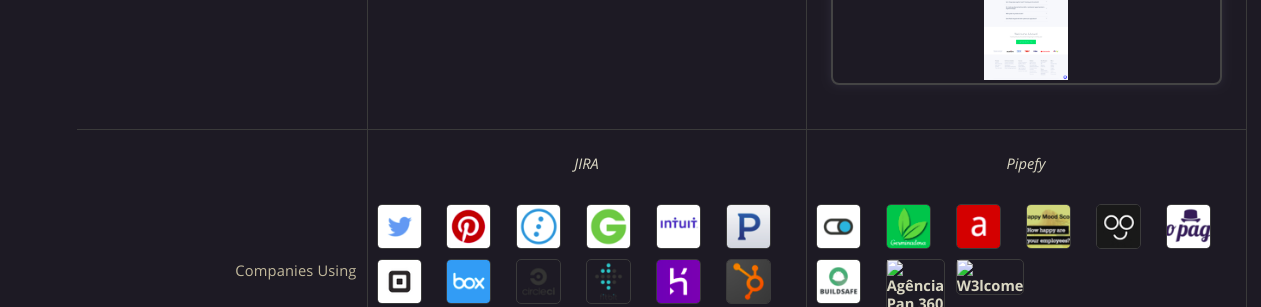 JIRA
Pipefy
intuit
appy Mood Sco
How happy are
your employees?
o pag
Companies Using
box
circleci
BUILDSAFE
Agência
Pan 360
W3lcome